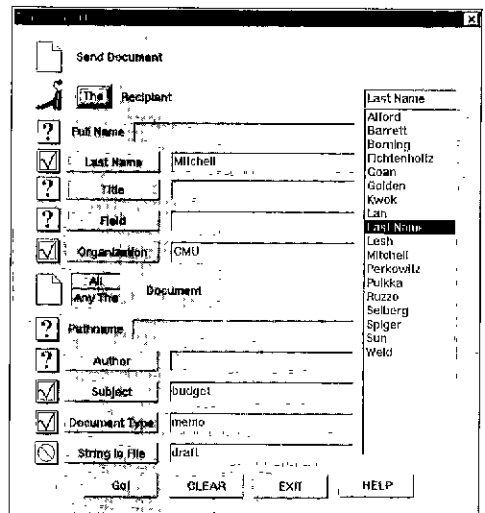 Send Document
The Recipient
Full Name
Last Name Mitchell
Title
Field
Organization CMU
All
Any The Document
Pathname
Author
Subject budget
Document Type memo
String in File draft
Go! CLEAR EXIT HELP
Last Name
Alford
Barrett
Borning
Fichtenholtz
Goan
Golden
Kwok
Lan
Last Name
Lesh
Mitchell
Perkowitz
Pulkka
Ruzzo
Selberg
Spiger
Sun
Weld